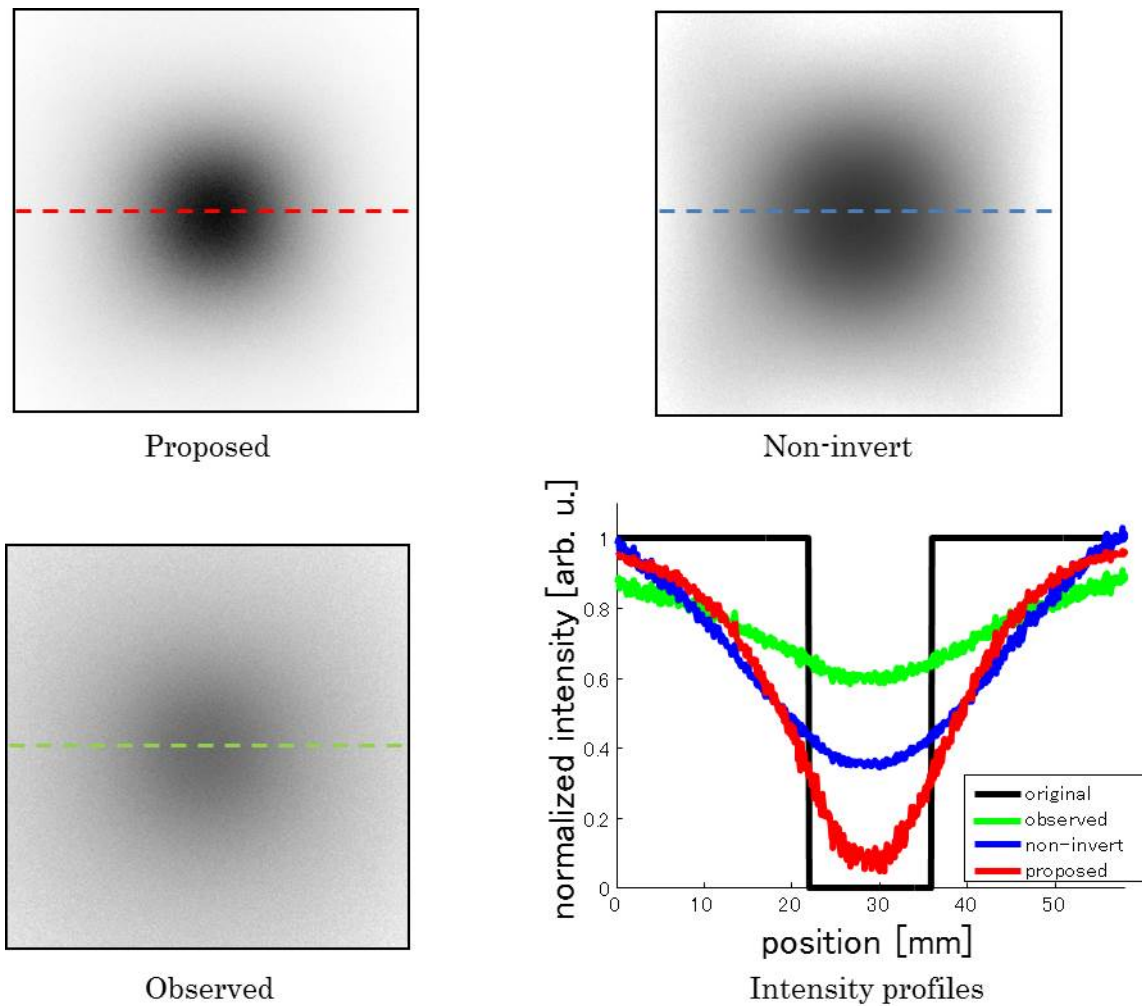 Proposed
Non-invert
Observed
normalized intensity [arb. u.]
1
0.8
0.6
0.4
0.2
0
0 10 20 30 40 50
position [mm]
original
observed
non-invert
proposed
Intensity profiles